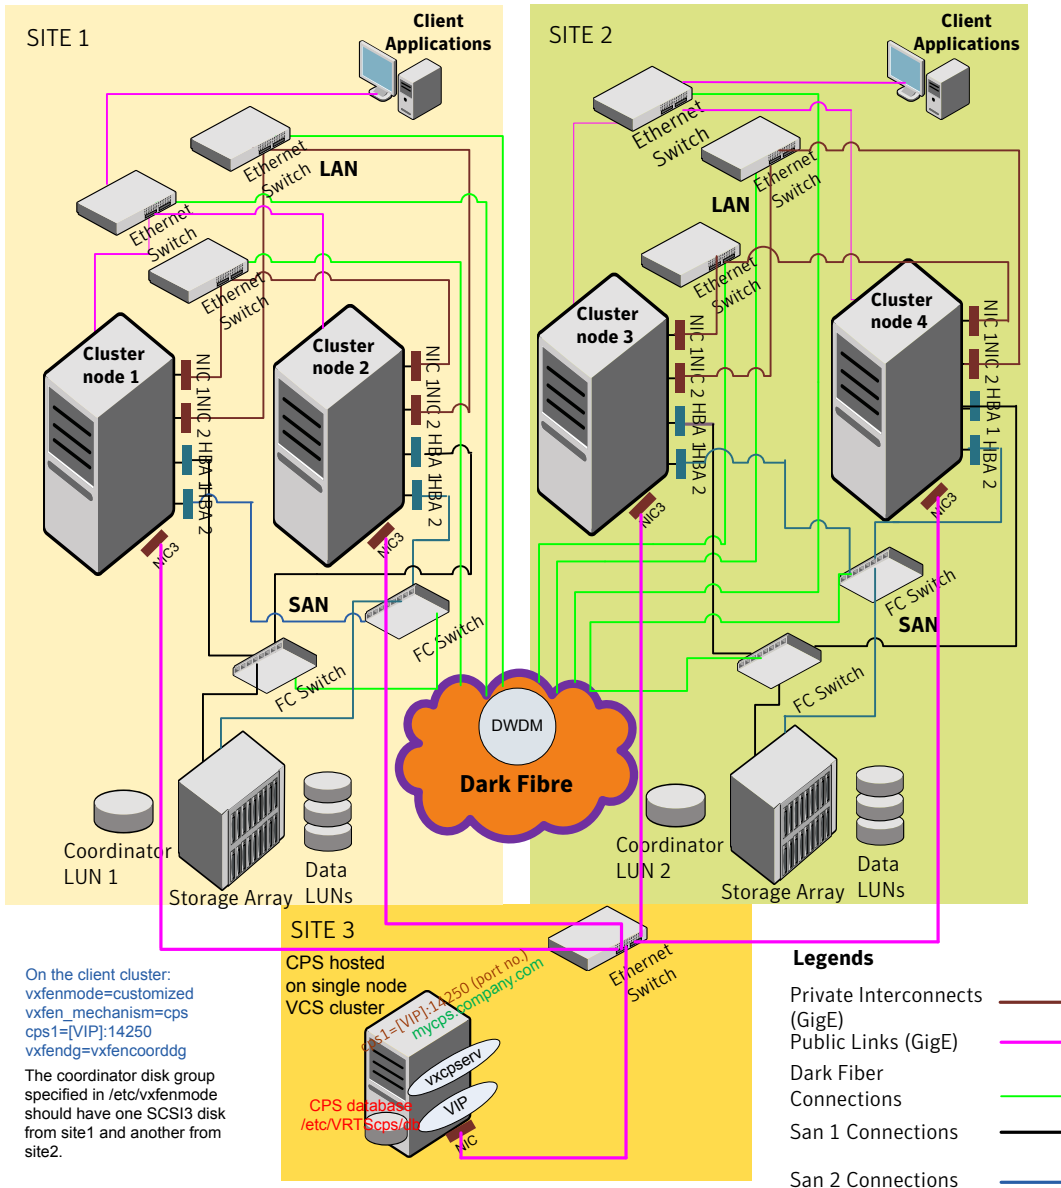 SITE 1
Client
Applications
Ethernet
Switch
LAN
Ethernet
Switch
Ethernet
Switch
Cluster
node 1
NIC 1
NIC 2
HBA 1
HBA 2
NIC3
Cluster
node 2
NIC 1
NIC 2
HBA 1
HBA 2
NIC3
SAN
FC Switch
FC Switch
Coordinator
LUN 1
Storage Array
Data
LUNs
SITE 2
Client
Applications
Ethernet
Switch
Ethernet
Switch
LAN
Ethernet
Switch
Cluster
node 3
NIC 1
NIC 2
HBA 1
HBA 2
NIC3
Cluster
node 4
NIC 1
NIC 2
HBA 1
HBA 2
NIC3
FC Switch
SAN
FC Switch
Coordinator
LUN 2
Storage Array
Data
LUNs
DWDM
Dark Fibre
SITE 3
CPS hosted
on single node
VCS cluster
Ethernet
Switch
cps1=[VIP]:14250 (port no.)
mycps.company.com
vxcpserv
VIP
CPS database
/etc/VRTScps/db
NIC
On the client cluster:
vxfenmode=customized
vxfen_mechanism=cps
cps1=[VIP]:14250
vxfendg=vxfencoorddg
The coordinator disk group
specified in /etc/vxfenmode
should have one SCSI3 disk
from site1 and another from
site2.
Legends
Private Interconnects
(GigE)
Public Links (GigE)
Dark Fiber
Connections
San 1 Connections
San 2 Connections